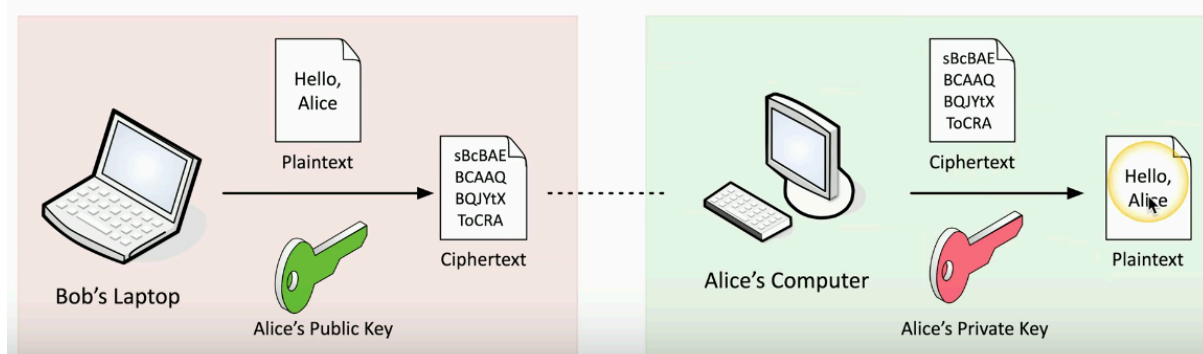 Hello,
Alice
Plaintext
sBcBAE
BCAAQ
BQJYtX
ToCRA
Ciphertext
Bob's Laptop
Alice's Public Key
sBcBAE
BCAAQ
BQJYtX
ToCRA
Ciphertext
Hello,
Alice
Plaintext
Alice's Computer
Alice's Private Key